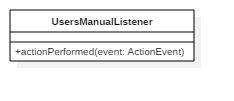 UsersManualListener
+actionPerformed(event: ActionEvent)